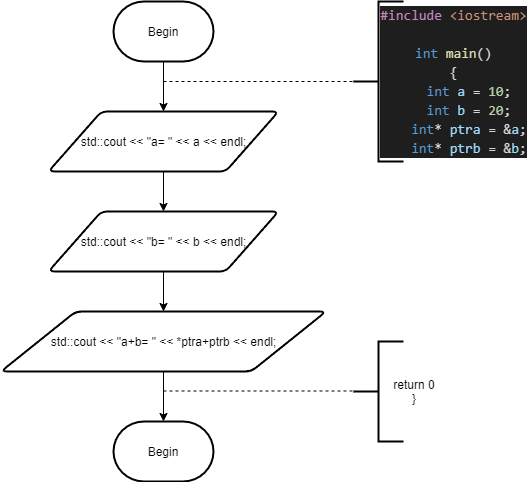 Begin
#include <iostream>
int main()
{
int a = 10;
int b = 20;
int* ptra = &a;
int* ptrb = &b;
std::cout << "a= " << a << endl;
std::cout << "b= " << b << endl;
std::cout << "a+b= " << *ptra+ptrb << endl;
return 0
}
Begin